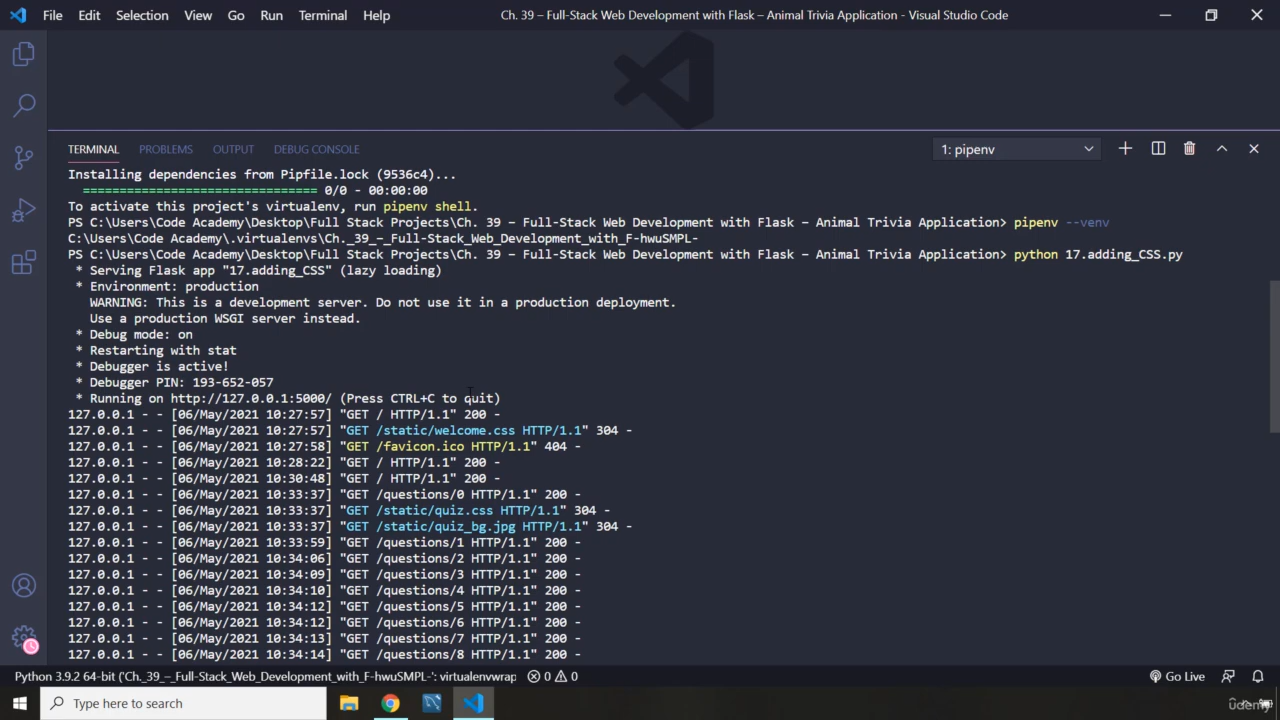 File Edit Selection View Go Run Terminal Help Ch. 39 – Full-Stack Web Development with Flask – Animal Trivia Application - Visual Studio Code
TERMINAL PROBLEMS OUTPUT DEBUG CONSOLE 1: pipenv
Installing dependencies from Pipfile.lock (9536c4)...
================================ 0/0 - 00:00:00
To activate this project's virtualenv, run pipenv shell.
PS C:\Users\Code Academy\Desktop\Full Stack Projects\Ch. 39 – Full-Stack Web Development with Flask – Animal Trivia Application> pipenv --venv
C:\Users\Code Academy\.virtualenvs\Ch._39_-_Full-Stack_Web_Development_with_F-hwuSMPL-
PS C:\Users\Code Academy\Desktop\Full Stack Projects\Ch. 39 – Full-Stack Web Development with Flask – Animal Trivia Application> python 17.adding_CSS.py
* Serving Flask app "17.adding_CSS" (lazy loading)
* Environment: production
WARNING: This is a development server. Do not use it in a production deployment.
Use a production WSGI server instead.
* Debug mode: on
* Restarting with stat
* Debugger is active!
* Debugger PIN: 193-652-057
* Running on http://127.0.0.1:5000/ (Press CTRL+C to quit)
127.0.0.1 - - [06/May/2021 10:27:57] "GET / HTTP/1.1" 200 -
127.0.0.1 - - [06/May/2021 10:27:57] "GET /static/welcome.css HTTP/1.1" 304 -
127.0.0.1 - - [06/May/2021 10:27:58] "GET /favicon.ico HTTP/1.1" 404 -
127.0.0.1 - - [06/May/2021 10:28:22] "GET / HTTP/1.1" 200 -
127.0.0.1 - - [06/May/2021 10:30:48] "GET / HTTP/1.1" 200 -
127.0.0.1 - - [06/May/2021 10:33:37] "GET /questions/0 HTTP/1.1" 200 -
127.0.0.1 - - [06/May/2021 10:33:37] "GET /static/quiz.css HTTP/1.1" 304 -
127.0.0.1 - - [06/May/2021 10:33:37] "GET /static/quiz_bg.jpg HTTP/1.1" 304 -
127.0.0.1 - - [06/May/2021 10:33:59] "GET /questions/1 HTTP/1.1" 200 -
127.0.0.1 - - [06/May/2021 10:34:06] "GET /questions/2 HTTP/1.1" 200 -
127.0.0.1 - - [06/May/2021 10:34:09] "GET /questions/3 HTTP/1.1" 200 -
127.0.0.1 - - [06/May/2021 10:34:10] "GET /questions/4 HTTP/1.1" 200 -
127.0.0.1 - - [06/May/2021 10:34:12] "GET /questions/5 HTTP/1.1" 200 -
127.0.0.1 - - [06/May/2021 10:34:12] "GET /questions/6 HTTP/1.1" 200 -
127.0.0.1 - - [06/May/2021 10:34:13] "GET /questions/7 HTTP/1.1" 200 -
127.0.0.1 - - [06/May/2021 10:34:14] "GET /questions/8 HTTP/1.1" 200 -
Python 3.9.2 64-bit ('Ch._39_–_Full-Stack_Web_Development_with_F-hwuSMPL-': virtualenvwrap 0 0 Go Live
Type here to search udemy